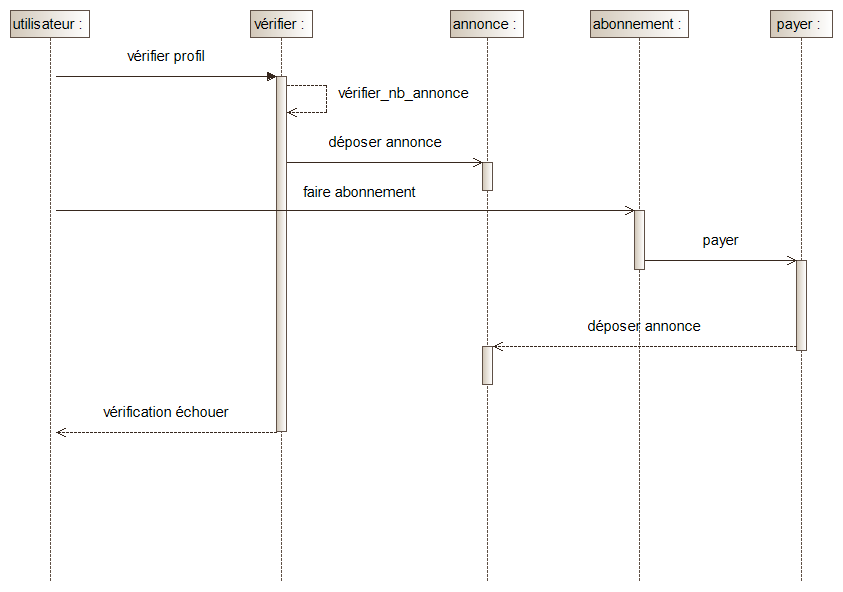 utilisateur :
vérifier :
annonce :
abonnement :
payer :
vérifier profil
vérifier_nb_annonce
déposer annonce
faire abonnement
payer
déposer annonce
vérification échouer